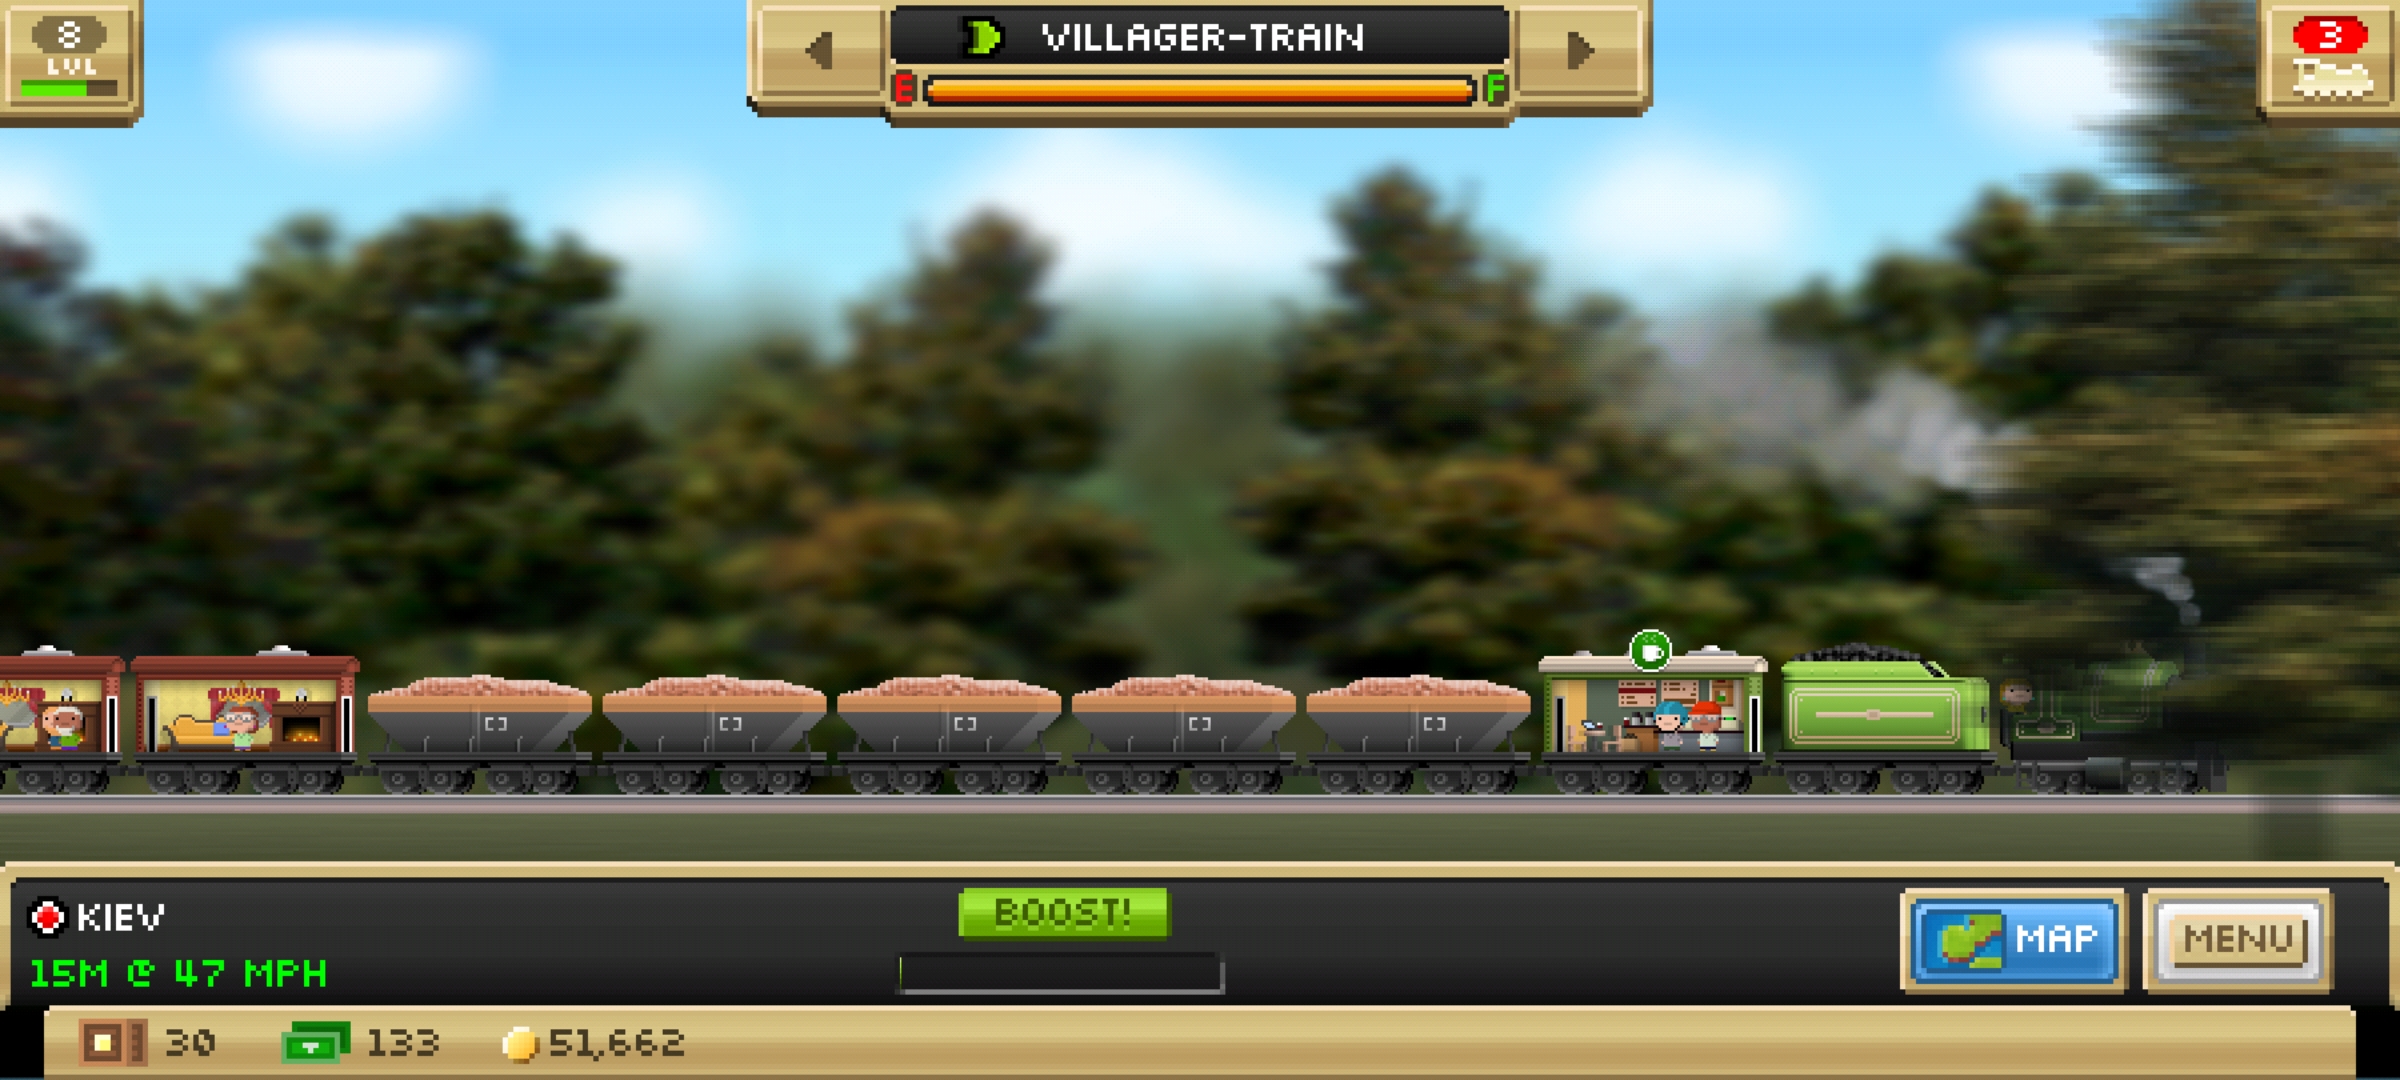 8
LVL
VILLAGER-TRAIN
E F
3
KIEV
15M @ 47 MPH
BOOST!
MAP
MENU
30
133
51,662